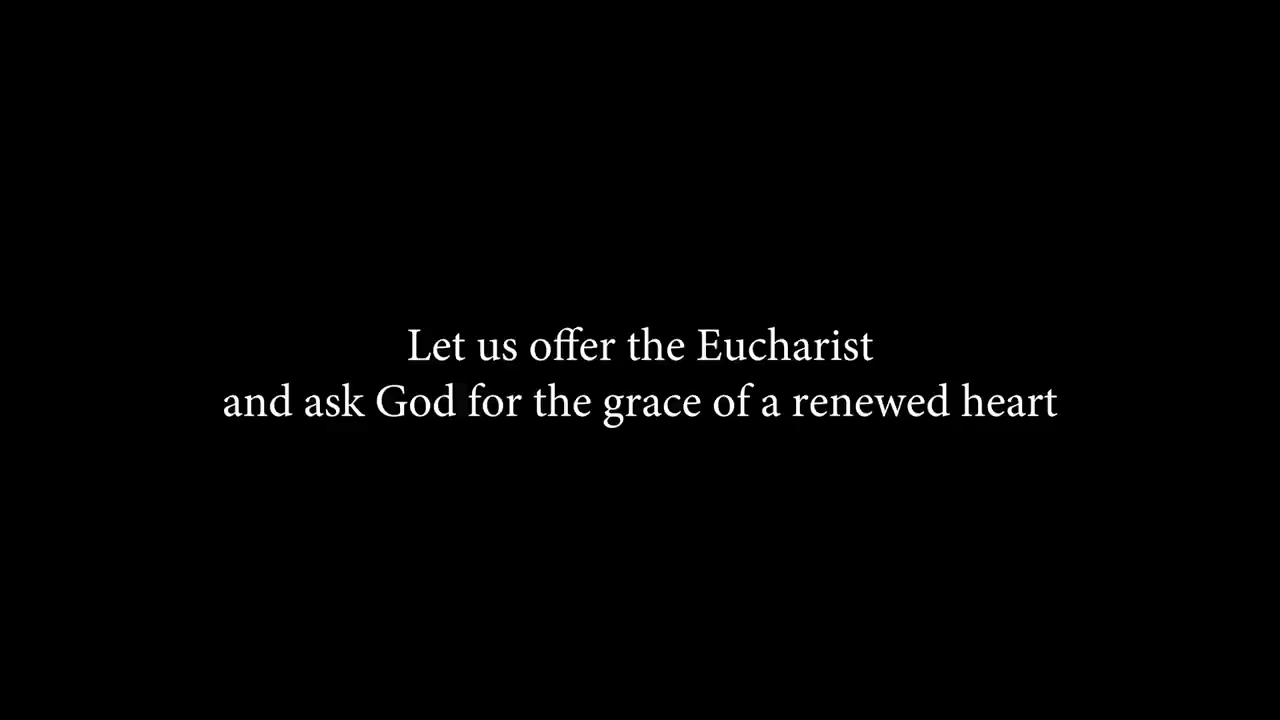 Let us offer the Eucharist
and ask God for the grace of a renewed heart